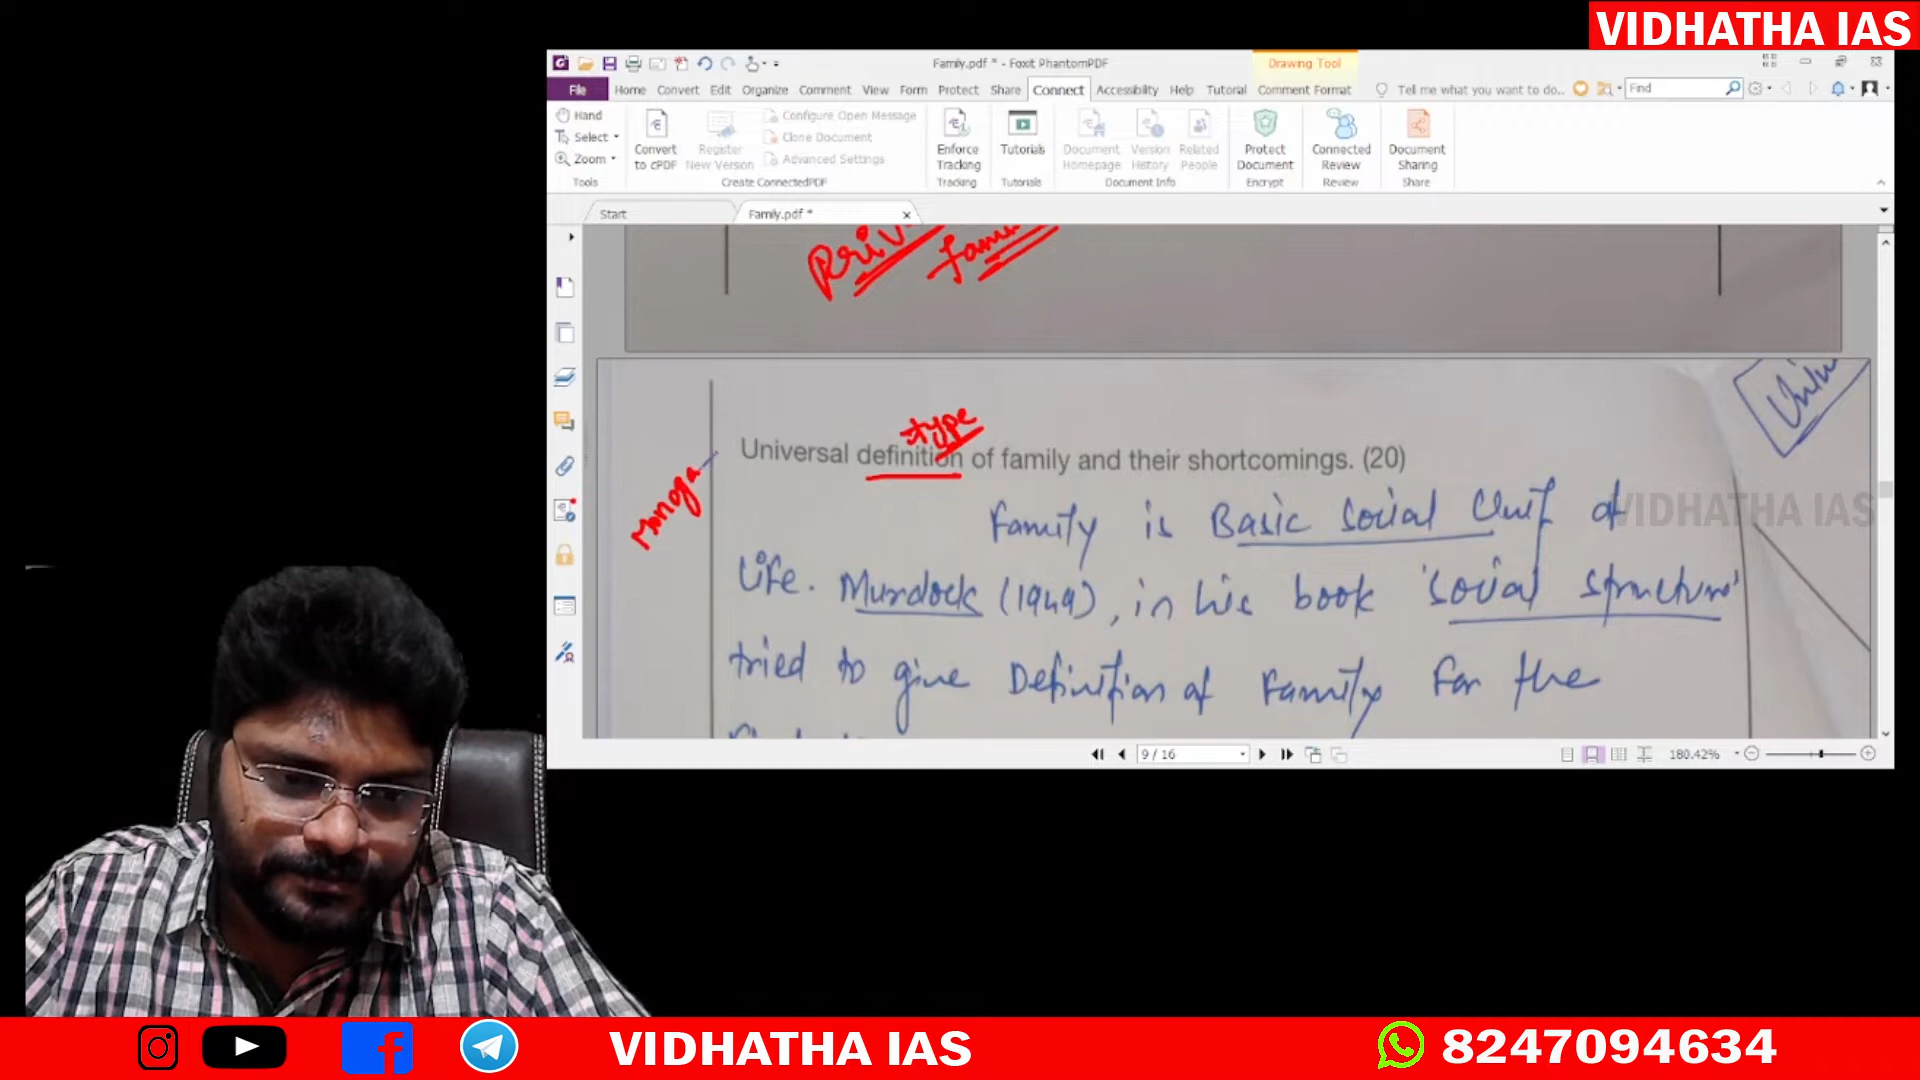 VIDHATHA IAS
Family.pdf * - Foxit PhantomPDF
Drawing Tool
File Home Convert Edit Organize Comment View Form Protect Share Connect Accessibility Help Tutorial Comment Format Tell me what you want to do.. Find
Hand
Select
Zoom
Tools
Convert
to cPDF
Register
New Version
Configure Open Message
Clone Document
Advanced Settings
Create ConnectedPDF
Enforce
Tracking
Tracking
Tutorials
Tutorials
Document
Homepage
Version
History
Related
People
Document Info
Protect
Document
Encrypt
Connected
Review
Review
Document
Sharing
Share
Start
Family.pdf *
type
Universal definition of family and their shortcomings. (20)
Family is Basic Social Unit of
VIDHATHA IAS
life. Murdock (1949), in his book 'Social structure'
tried to give Definition of Family for the
9 / 16
180.42%
VIDHATHA IAS
8247094634